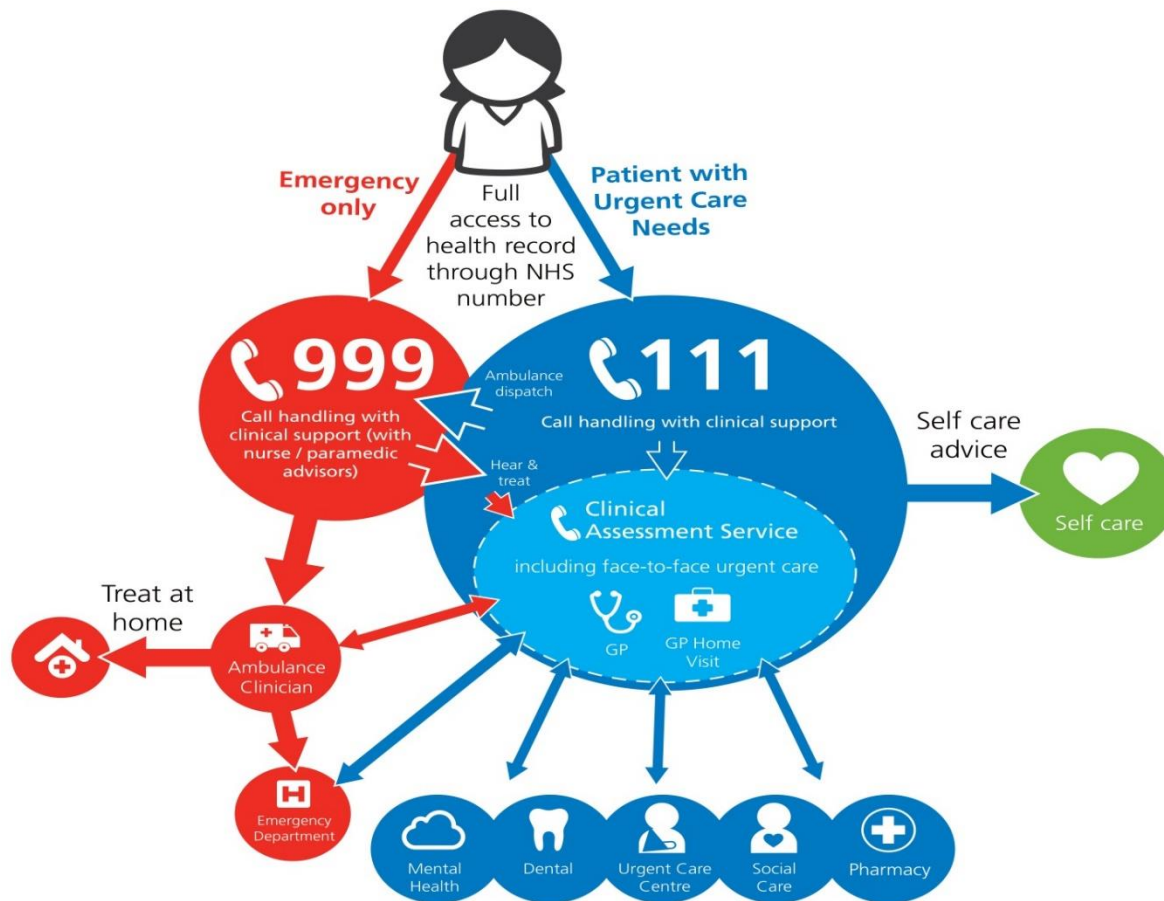 Emergency
only
Full
access to
health record
through NHS
number
Patient with
Urgent Care
Needs
999
Call handling with
clinical support (with
nurse / paramedic
advisors)
Ambulance
dispatch
Hear &
treat
111
Call handling with clinical support
Clinical
Assessment Service
including face-to-face urgent care
GP
GP Home
Visit
Self care
advice
Self care
Treat at
home
Ambulance
Clinician
H
Emergency
Department
Mental
Health
Dental
Urgent Care
Centre
Social
Care
Pharmacy